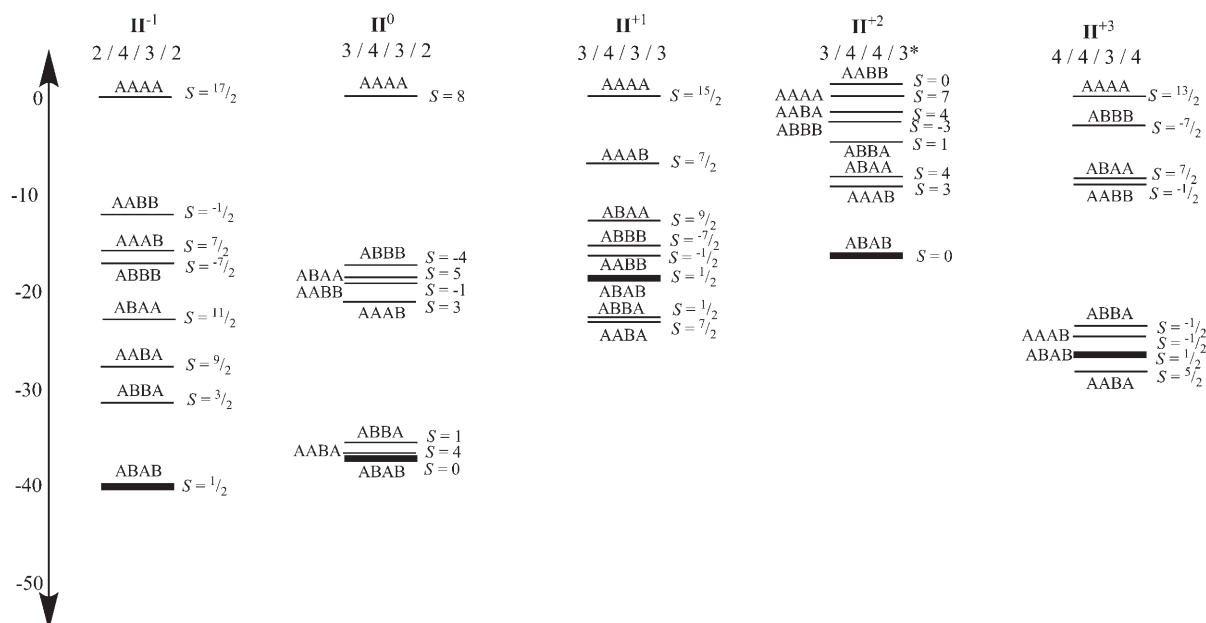 II⁻¹
2 / 4 / 3 / 2
II⁰
3 / 4 / 3 / 2
II⁺¹
3 / 4 / 3 / 3
II⁺²
3 / 4 / 4 / 3*
II⁺³
4 / 4 / 3 / 4
0
-10
-20
-30
-40
-50
AAAA S = ¹⁷/₂
AABB S = ⁻¹/₂
AAAB S = ⁷/₂
ABBB S = ⁻⁷/₂
ABAA S = ¹¹/₂
AABA S = ⁹/₂
ABBA S = ³/₂
ABAB S = ¹/₂
AAAA S = 8
ABBB S = -4
ABAA S = 5
AABB S = -1
AAAB S = 3
ABBA S = 1
AABA S = 4
ABAB S = 0
AAAA S = ¹⁵/₂
AAAB S = ⁷/₂
ABAA S = ⁹/₂
ABBB S = ⁻⁷/₂
AABB S = ⁻¹/₂
ABAB S = ¹/₂
ABBA S = ¹/₂
AABA S = ⁷/₂
AABB S = 0
AAAA S = 7
AABA S = 4
ABBB S = -3
ABBA S = 1
ABAA S = 4
AAAB S = 3
ABAB S = 0
AAAA S = ¹³/₂
ABBB S = ⁻⁷/₂
ABAA S = ⁷/₂
AABB S = ⁻¹/₂
ABBA S = ⁻¹/₂
AAAB S = ⁻¹/₂
ABAB S = ¹/₂
AABA S = ⁵/₂